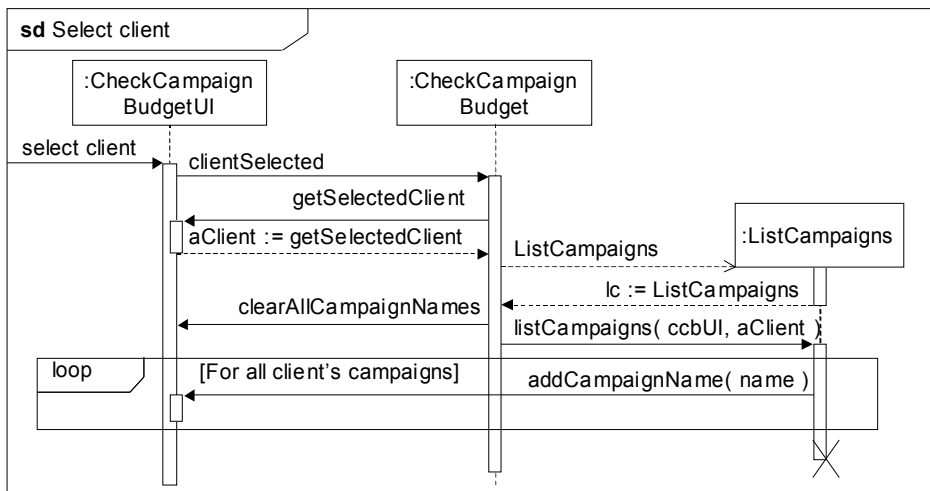 sd Select client
:CheckCampaign
BudgetUI
:CheckCampaign
Budget
select client
clientSelected
getSelectedClient
aClient := getSelectedClient
ListCampaigns
:ListCampaigns
lc := ListCampaigns
clearAllCampaignNames
listCampaigns( ccbUI, aClient )
loop
[For all client’s campaigns]
addCampaignName( name )